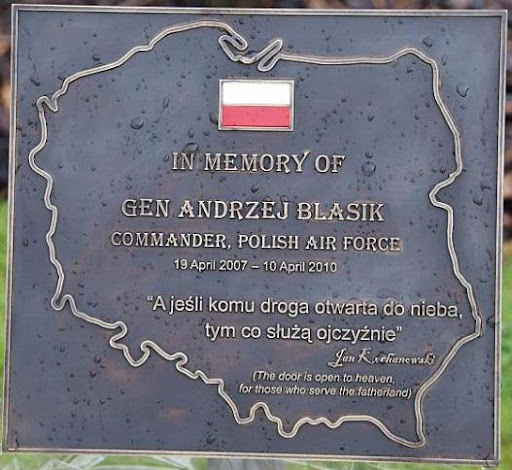 IN MEMORY OF
GEN ANDRZEJ BLASIK
COMMANDER, POLISH AIR FORCE
19 April 2007 – 10 April 2010
“A jeśli komu droga otwarta do nieba,
tym co służą ojczyźnie”
Jan Kochanowski
(The door is open to heaven,
for those who serve the fatherland)